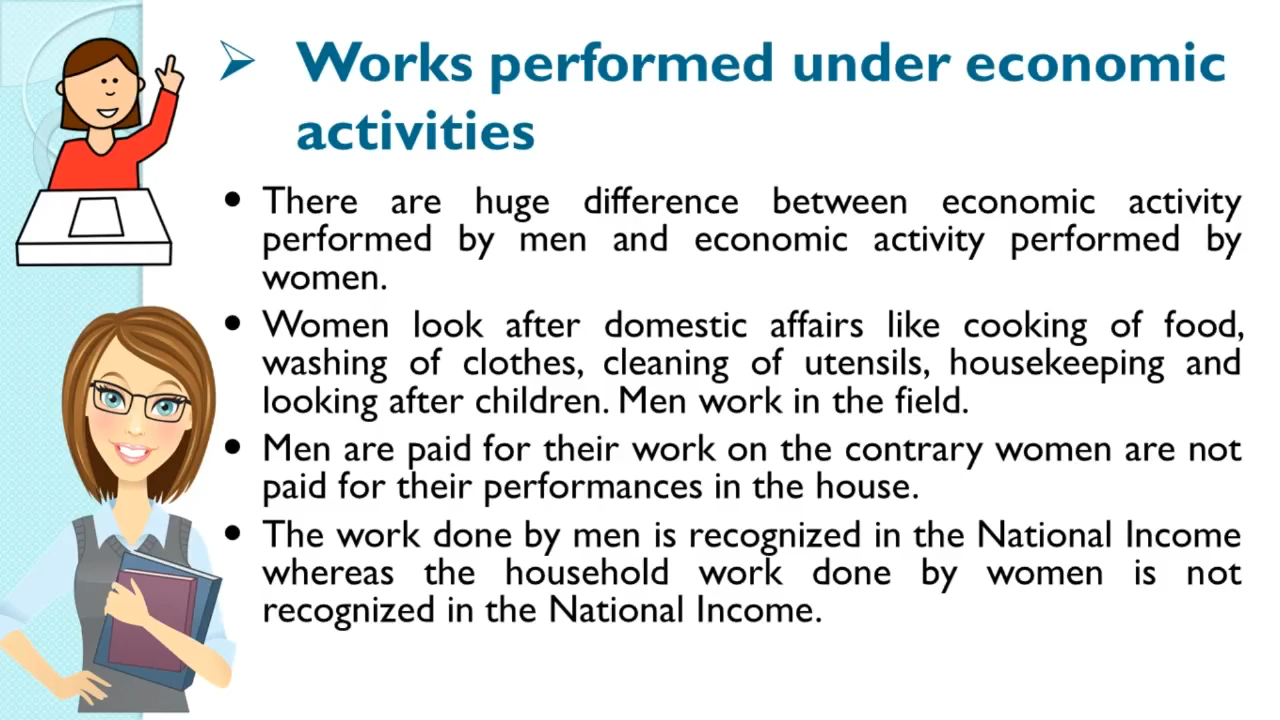 ➢ Works performed under economic
activities
• There are huge difference between economic activity
performed by men and economic activity performed by
women.
• Women look after domestic affairs like cooking of food,
washing of clothes, cleaning of utensils, housekeeping and
looking after children. Men work in the field.
• Men are paid for their work on the contrary women are not
paid for their performances in the house.
• The work done by men is recognized in the National Income
whereas the household work done by women is not
recognized in the National Income.